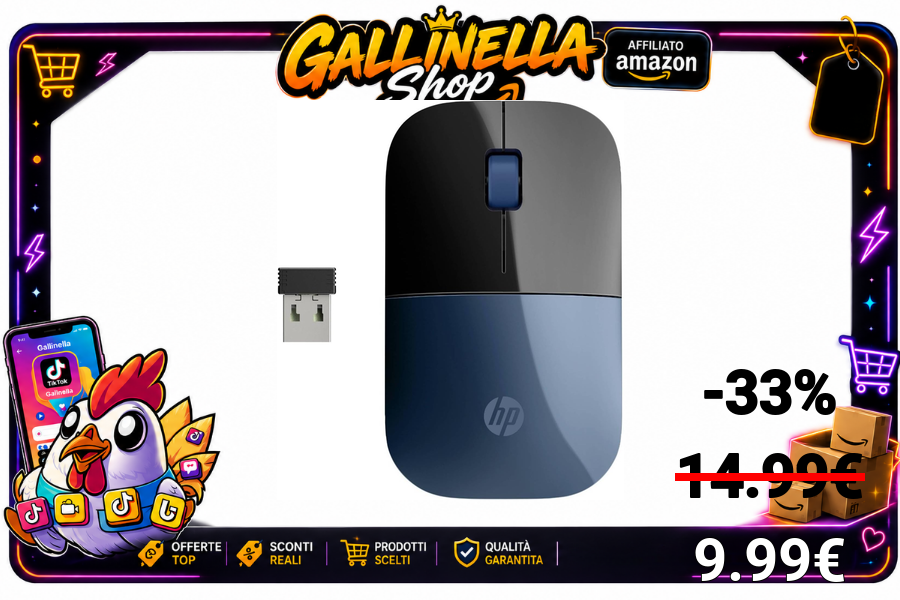 GALLINELLA
Shop
AFFILIATO
amazon
hp
Gallinella
TikTok
Gallinella
-33%
14.99€
9.99€
OFFERTE
TOP
SCONTI
REALI
PRODOTTI
SCELTI
QUALITÀ
GARANTITA